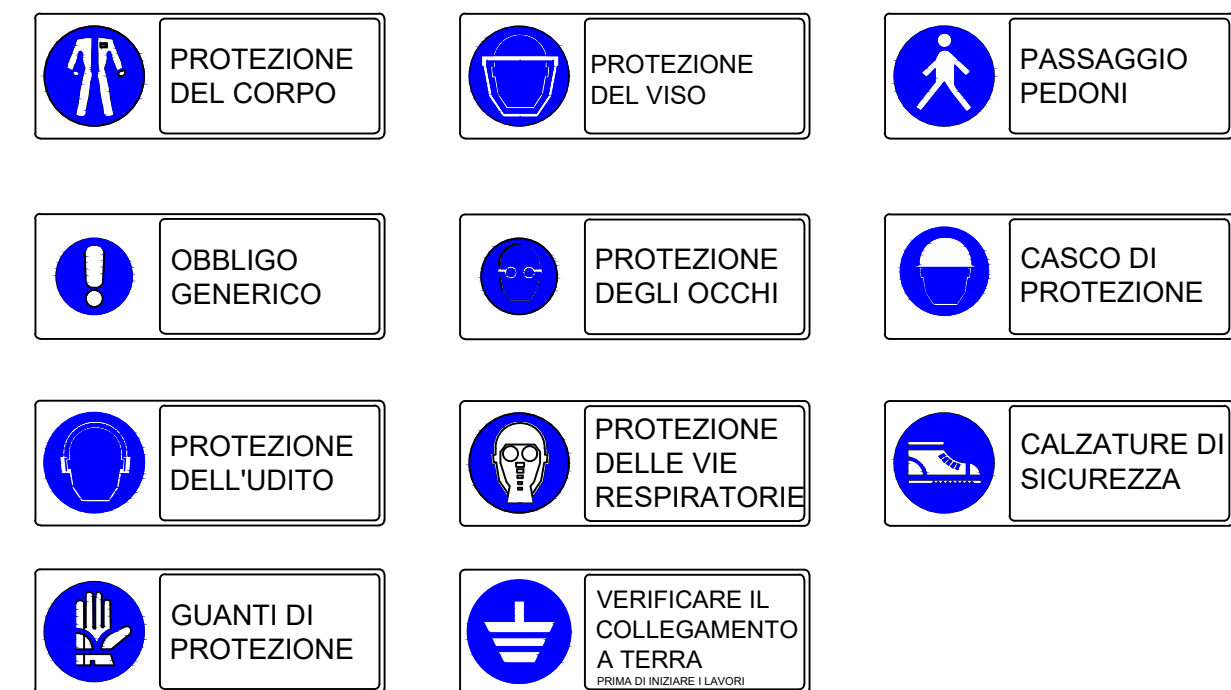 PROTEZIONE
DEL CORPO
PROTEZIONE
DEL VISO
PASSAGGIO
PEDONI
OBBLIGO
GENERICO
PROTEZIONE
DEGLI OCCHI
CASCO DI
PROTEZIONE
PROTEZIONE
DELL'UDITO
PROTEZIONE
DELLE VIE
RESPIRATORIE
CALZATURE DI
SICUREZZA
GUANTI DI
PROTEZIONE
VERIFICARE IL
COLLEGAMENTO
A TERRA
PRIMA DI INIZIARE I LAVORI